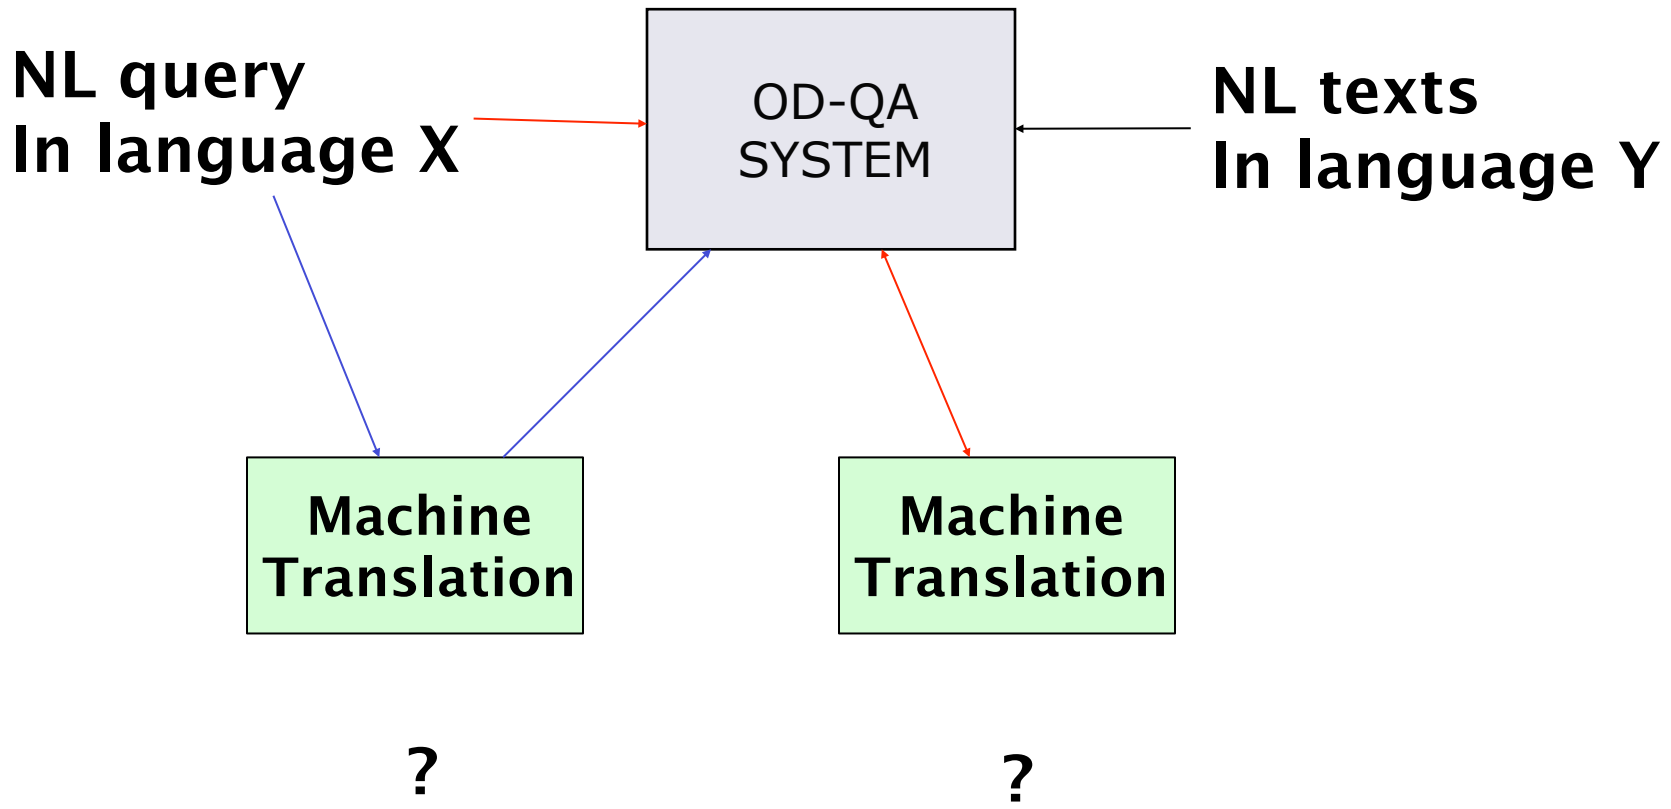 NL query
In language X
OD-QA
SYSTEM
NL texts
In language Y
Machine
Translation
Machine
Translation
?
?